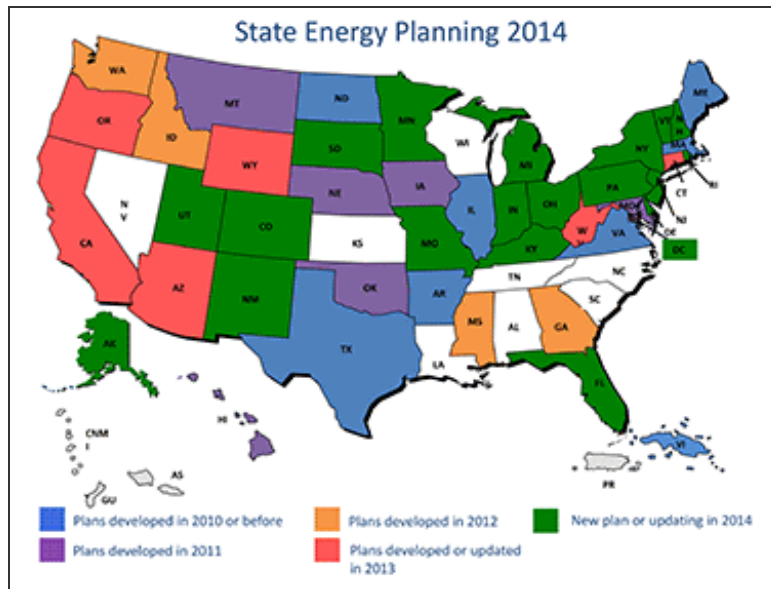 State Energy Planning 2014
WA
MT
ND
MN
ME
OR
ID
WY
SD
WI
MI
VT
N
H
NY
MA
RI
CT
N
V
UT
CO
NE
IA
IL
IN
OH
PA
NJ
DE
MD
DC
CA
AZ
NM
KS
MO
KY
W
VA
OK
AR
TN
NC
SC
TX
LA
MS
AL
GA
FL
AK
HI
CNM
I
GU
AS
PR
VI
Plans developed in 2010 or before
Plans developed in 2012
New plan or updating in 2014
Plans developed in 2011
Plans developed or updated
in 2013